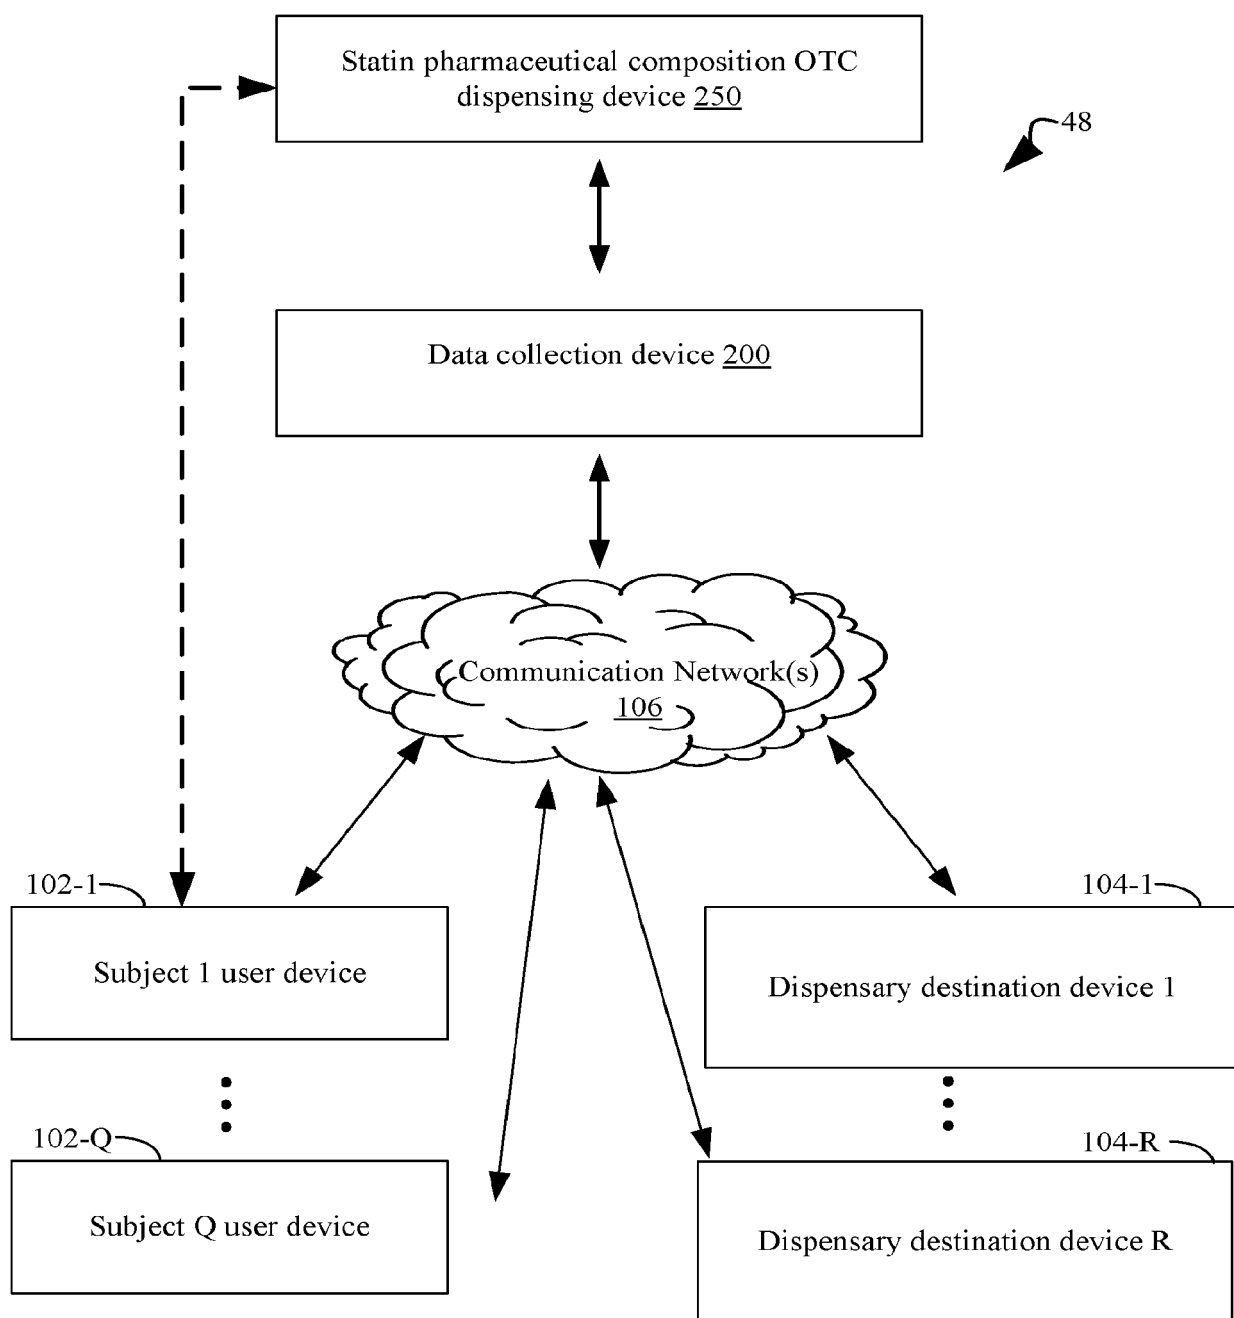 Statin pharmaceutical composition OTC
dispensing device 250
48
Data collection device 200
Communication Network(s)
106
102-1
104-1
Subject 1 user device
Dispensary destination device 1
102-Q
104-R
Subject Q user device
Dispensary destination device R